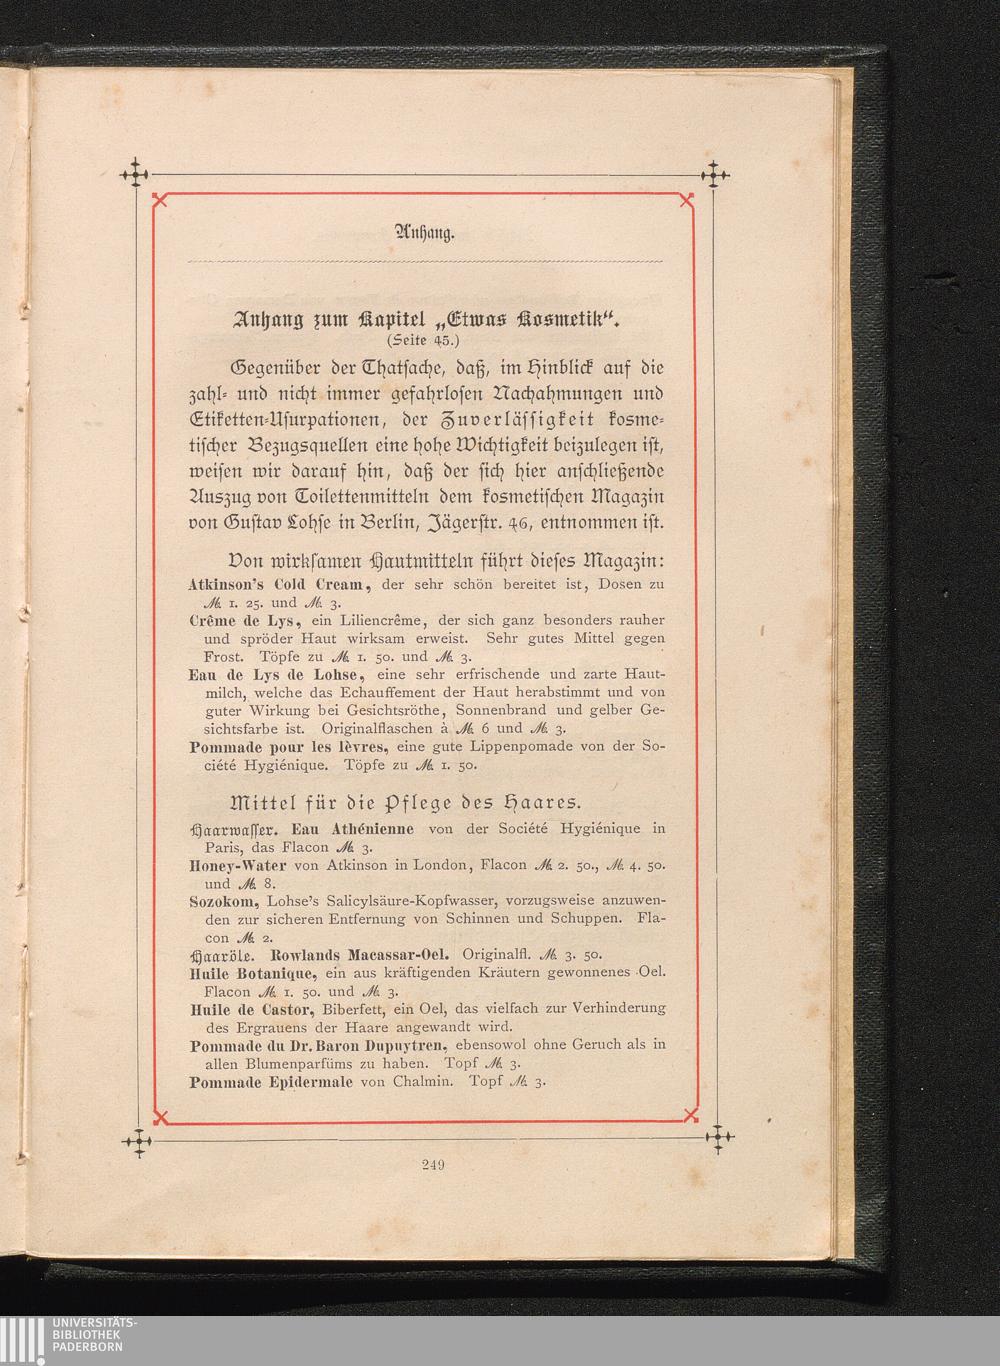 Anhang.
Anhang zum Kapitel „Etwas Kosmetik“.
(Seite 45.)
Gegenüber der Thatsache, daß, im Hinblick auf die
zahl- und nicht immer gefahrlosen Nachahmungen und
Etiketten-Usurpationen, der Zuverlässigkeit kosme-
tischer Bezugsquellen eine hohe Wichtigkeit beizulegen ist,
weisen wir darauf hin, daß der sich hier anschließende
Auszug von Toilettenmitteln dem kosmetischen Magazin
von Gustav Lohse in Berlin, Jägerstr. 46, entnommen ist.
Von wirksamen Hautmitteln führt dieses Magazin:
Atkinson's Cold Cream, der sehr schön bereitet ist, Dosen zu
M. 1. 25. und M. 3.
Crême de Lys, ein Liliencrême, der sich ganz besonders rauher
und spröder Haut wirksam erweist. Sehr gutes Mittel gegen
Frost. Töpfe zu M. 1. 50. und M. 3.
Eau de Lys de Lohse, eine sehr erfrischende und zarte Haut-
milch, welche das Echauffement der Haut herabstimmt und von
guter Wirkung bei Gesichtsröthe, Sonnenbrand und gelber Ge-
sichtsfarbe ist. Originalflaschen à M. 6 und M. 3.
Pommade pour les lèvres, eine gute Lippenpomade von der So-
ciété Hygiénique. Töpfe zu M. 1. 50.
Mittel für die Pflege des Haares.
Haarwasser. Eau Athénienne von der Société Hygiénique in
Paris, das Flacon M. 3.
Honey-Water von Atkinson in London, Flacon M. 2. 50., M. 4. 50.
und M. 8.
Sozokom, Lohse's Salicylsäure-Kopfwasser, vorzugsweise anzuwen-
den zur sicheren Entfernung von Schinnen und Schuppen. Fla-
con M. 2.
Haaröle. Rowlands Macassar-Oel. Originalfl. M. 3. 50.
Huile Botanique, ein aus kräftigenden Kräutern gewonnenes Oel.
Flacon M. 1. 50. und M. 3.
Huile de Castor, Biberfett, ein Oel, das vielfach zur Verhinderung
des Ergrauens der Haare angewandt wird.
Pommade du Dr. Baron Dupuytren, ebensowol ohne Geruch als in
allen Blumenparfüms zu haben. Topf M. 3.
Pommade Epidermale von Chalmin. Topf M. 3.
249
UNIVERSITÄTS-
BIBLIOTHEK
PADERBORN